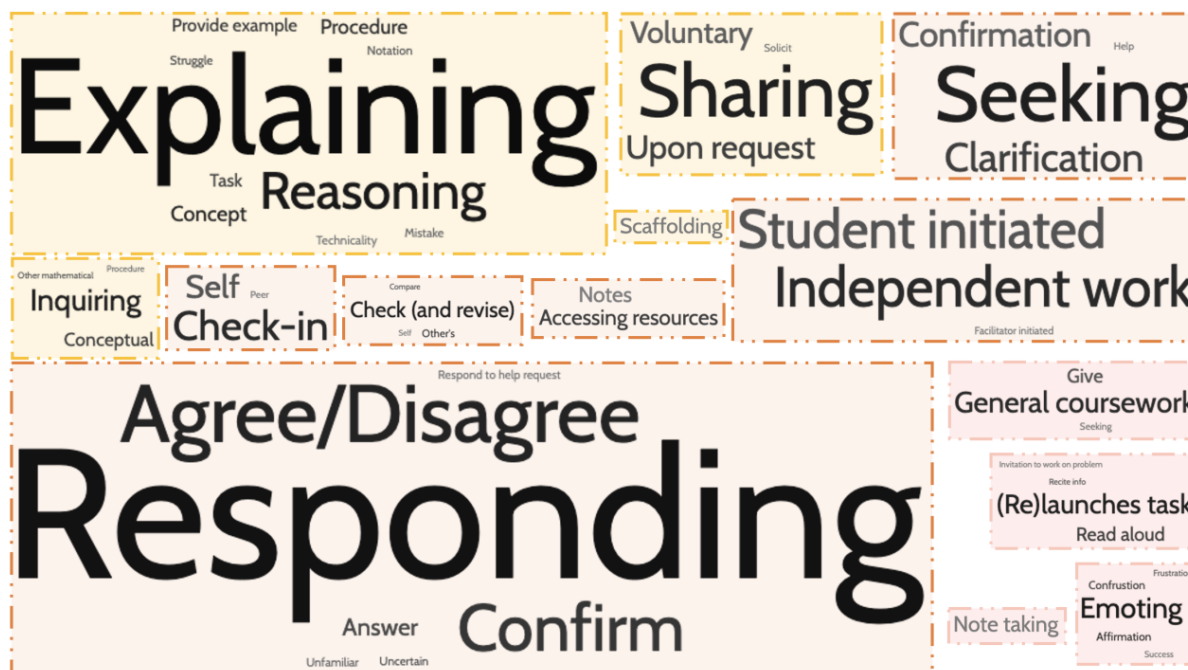 Provide example
Procedure
Struggle
Notation
Explaining
Task
Reasoning
Concept
Technicality
Mistake
Voluntary
Solicit
Sharing
Upon request
Confirmation
Help
Seeking
Clarification
Scaffolding
Student initiated
Independent work
Facilitator initiated
Other mathematical
Procedure
Inquiring
Conceptual
Self
Peer
Check-in
Compare
Check (and revise)
Self
Other's
Notes
Accessing resources
Respond to help request
Agree/Disagree
Responding
Answer
Confirm
Unfamiliar
Uncertain
Give
General coursework
Seeking
Invitation to work on problem
Recite info
(Re)launches task
Read aloud
Note taking
Frustratio
Confrustion
Emoting
Affirmation
Success